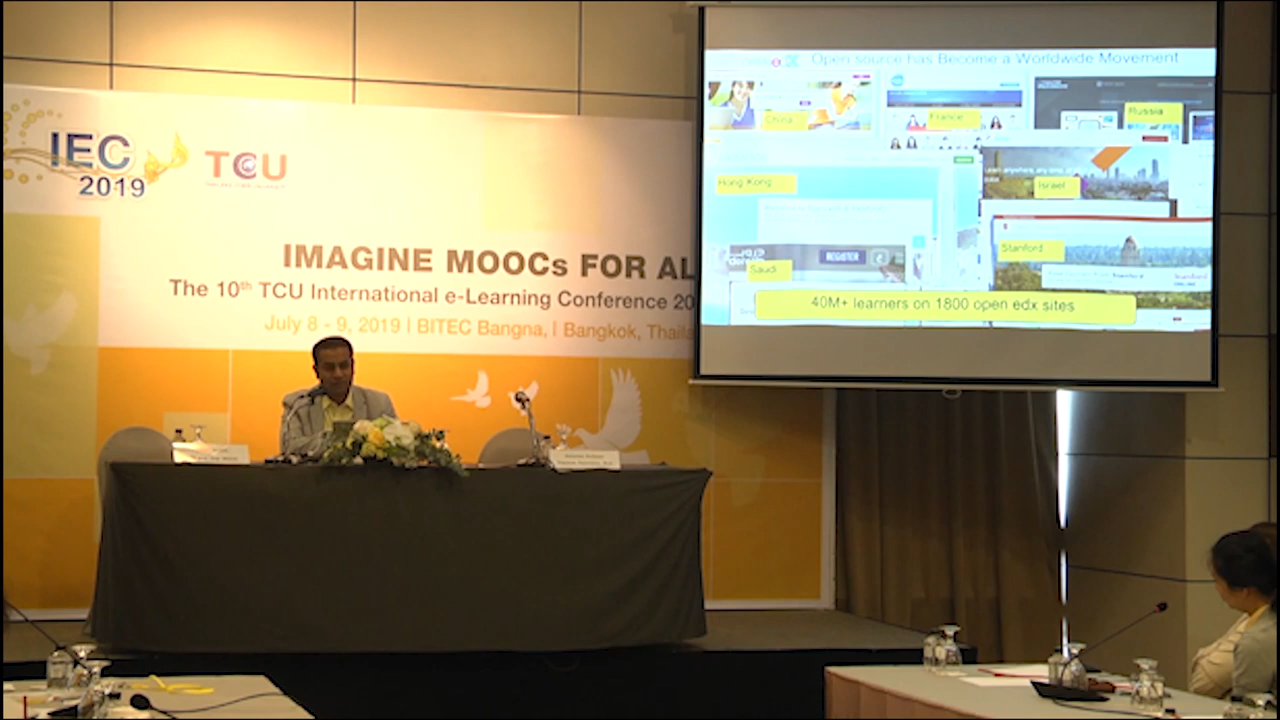 IEC
2019
TCU
IMAGINE MOOCs FOR AL
The 10th TCU International e-Learning Conference 20
July 8 - 9, 2019 | BITEC Bangna, | Bangkok, Thaila
Open source has Become a Worldwide Movement
China
France
Russia
Hong Kong
Israel
Stanford
Saudi
REGISTER
Stanford
40M+ learners on 1800 open edx sites